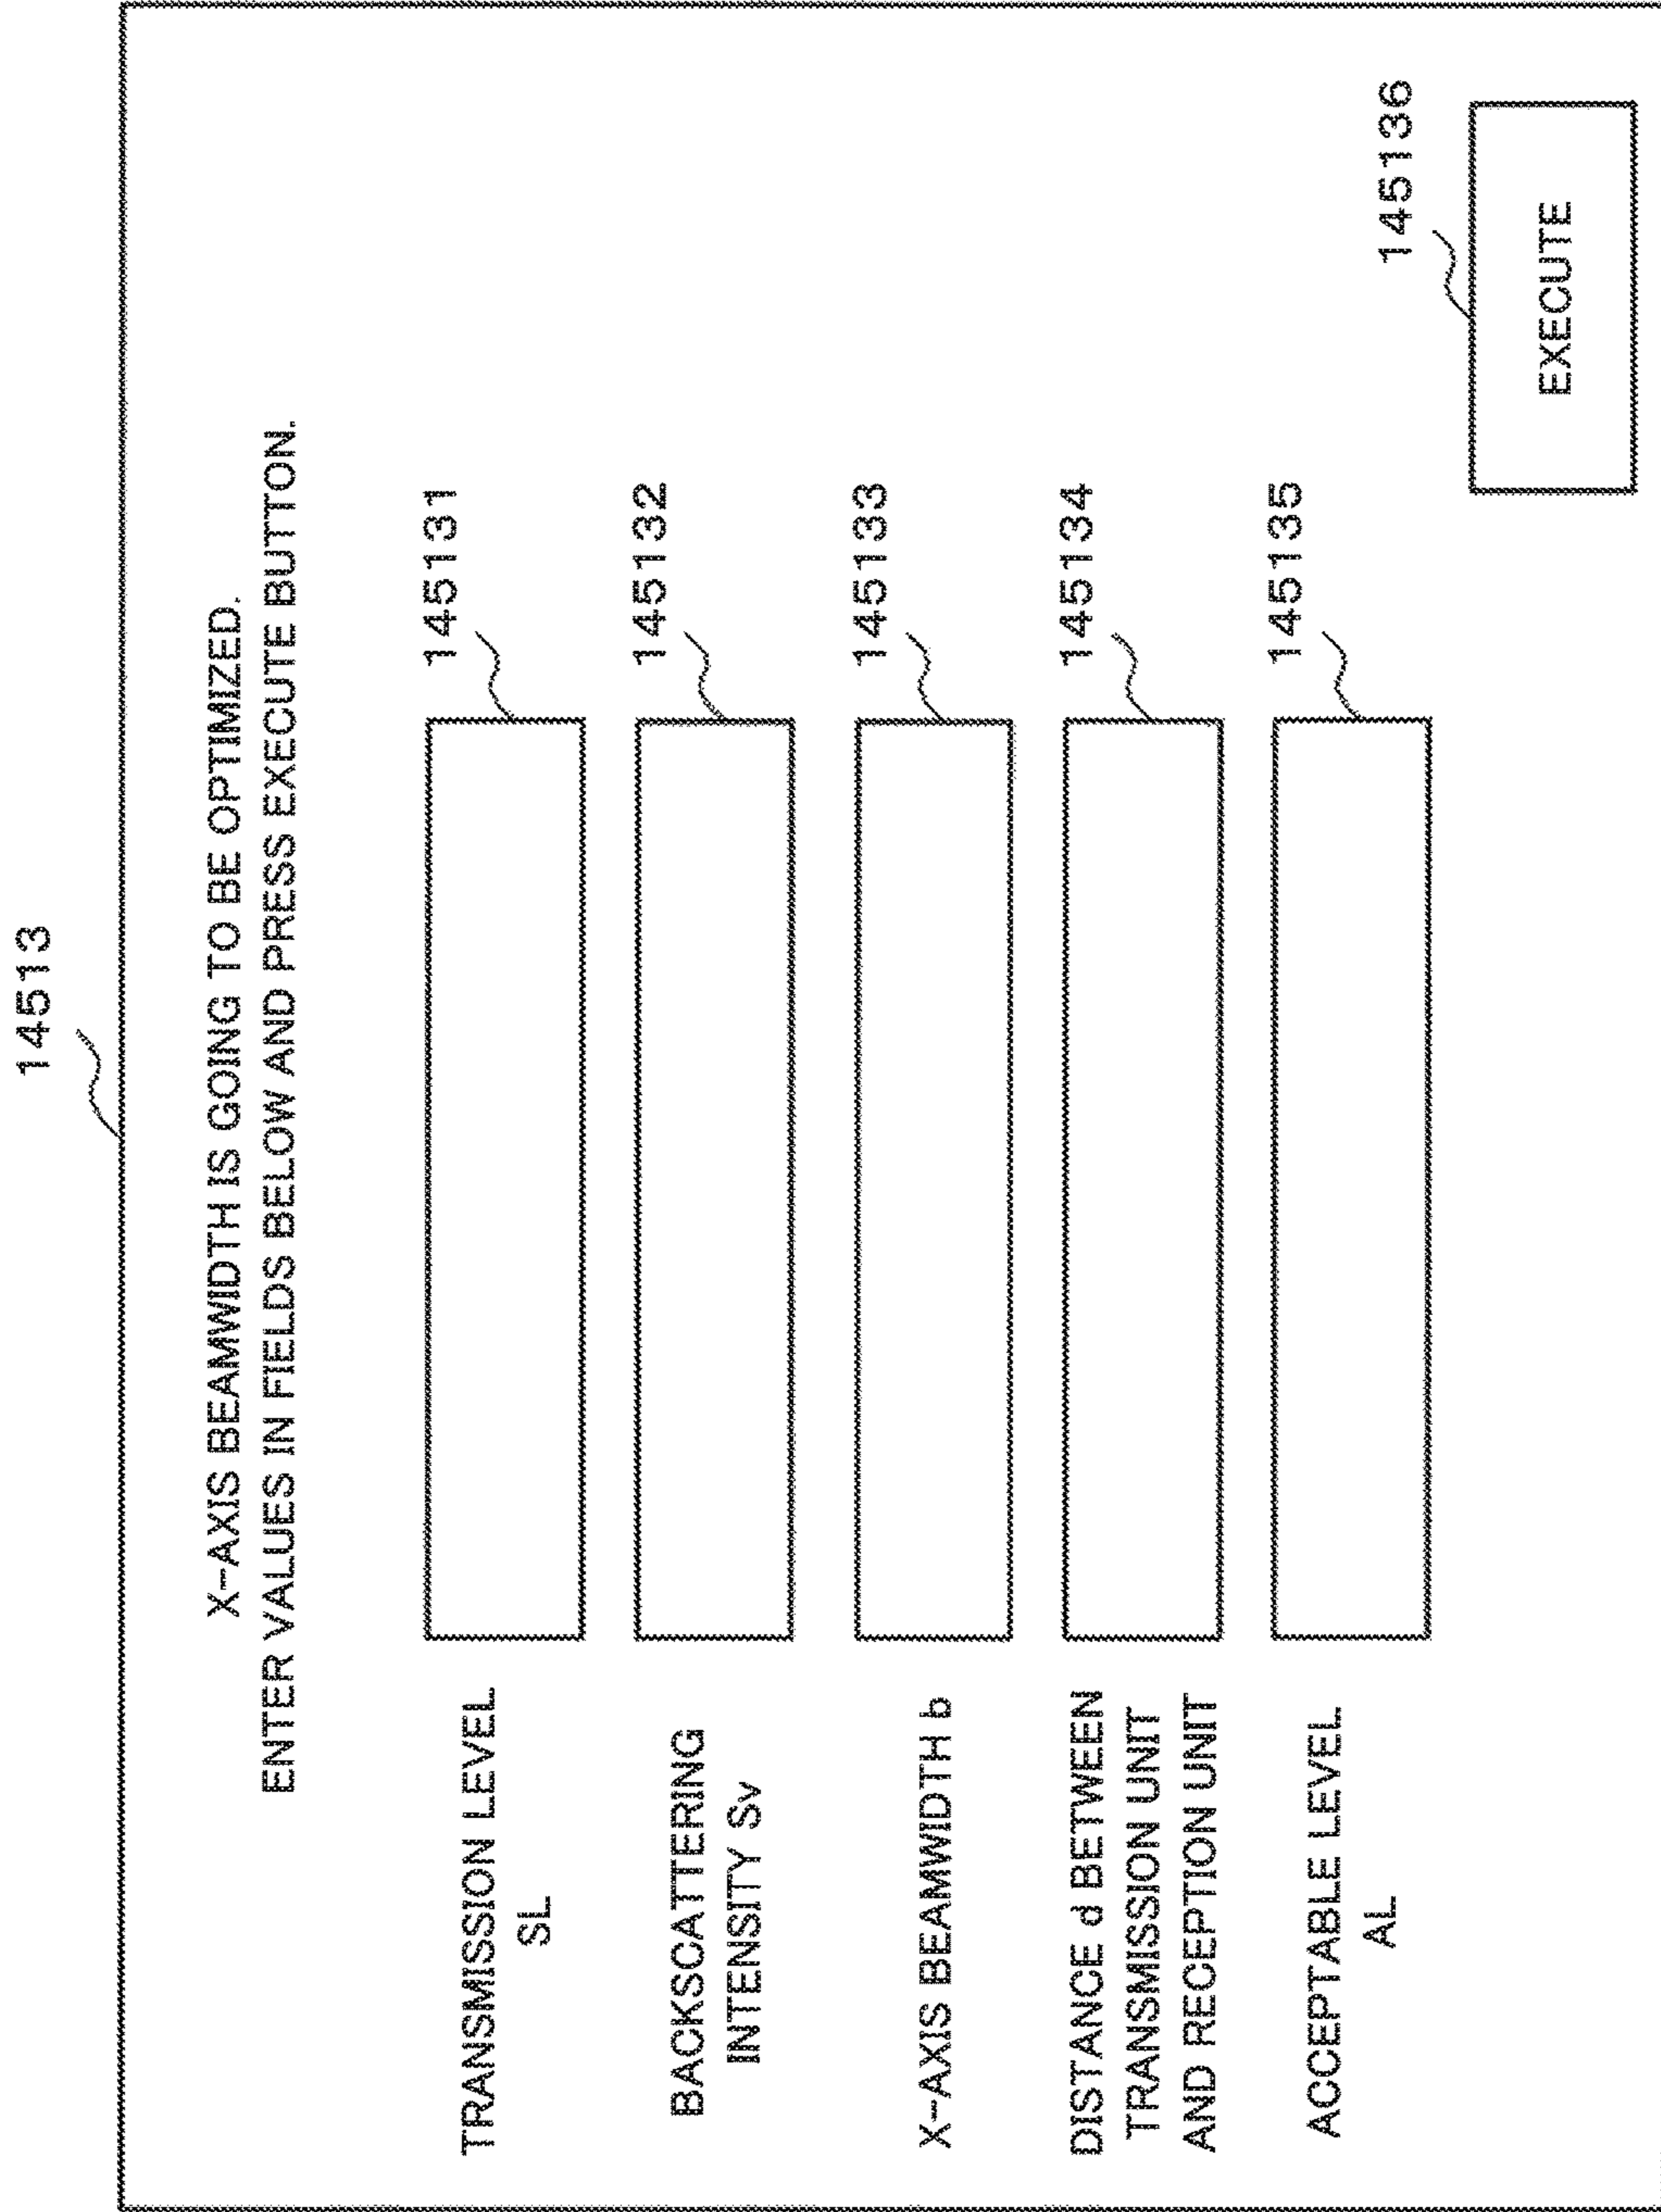 14513
X-AXIS BEAMWIDTH IS GOING TO BE OPTIMIZED.
ENTER VALUES IN FIELDS BELOW AND PRESS EXECUTE BUTTON.
TRANSMISSION LEVEL
SL
145131
BACKSCATTERING
INTENSITY Sv
145132
X-AXIS BEAMWIDTH b
145133
DISTANCE d BETWEEN
TRANSMISSION UNIT
AND RECEPTION UNIT
145134
ACCEPTABLE LEVEL
AL
145135
145136
EXECUTE